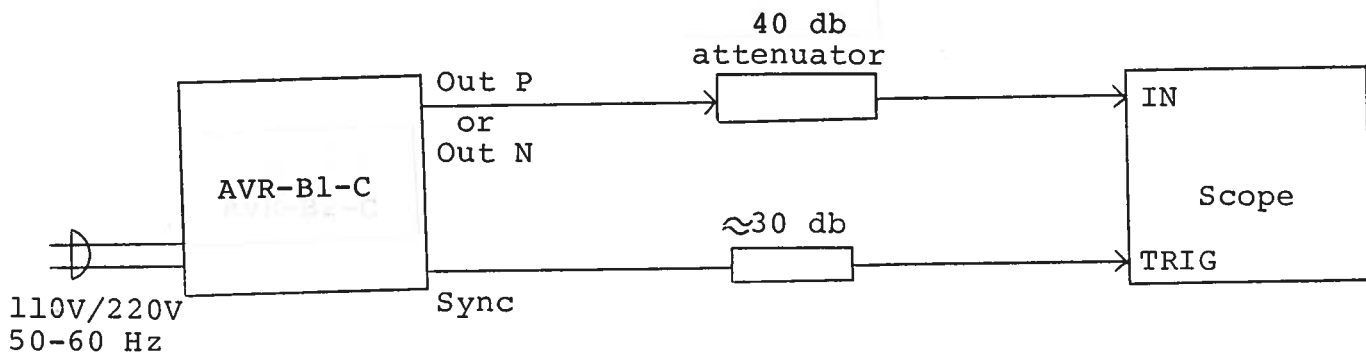 40 db
attenuator
Out P
or
Out N
IN
AVR-B1-C
Scope
≈30 db
TRIG
Sync
110V/220V
50-60 Hz